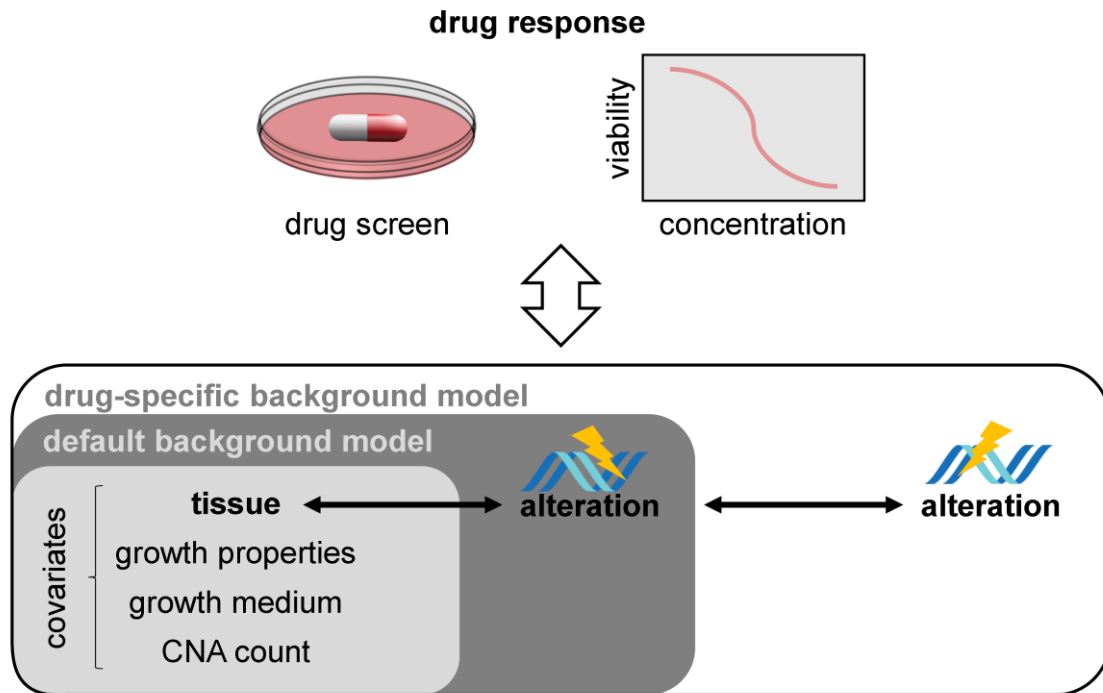 drug response
viability
drug screen
concentration
drug-specific background model
default background model
covariates
tissue
alteration
alteration
growth properties
growth medium
CNA count